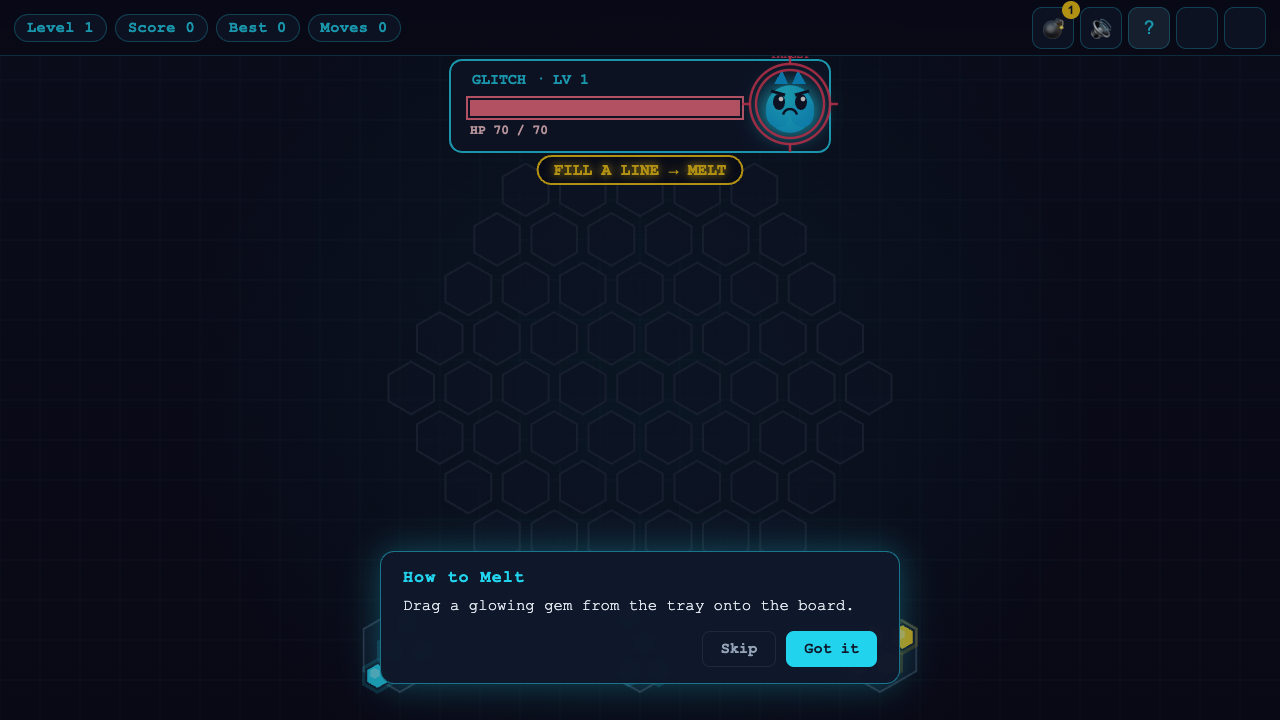 Level 1
Score 0
Best 0
Moves 0
1
?
GLITCH · LV 1
HP 70 / 70
FILL A LINE → MELT
How to Melt
Drag a glowing gem from the tray onto the board.
Skip
Got it